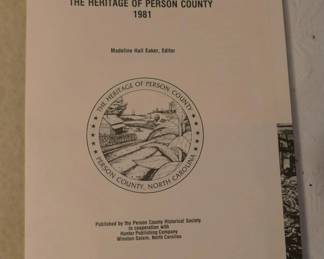 THE HERITAGE OF PERSON COUNTY
1981
Madeline Hall Eaker, Editor
THE HERITAGE OF PERSON COUNTY
PERSON COUNTY, NORTH CAROLINA
Published by the Person County Historical Society
in cooperation with
Hunter Publishing Company
Winston-Salem, North Carolina